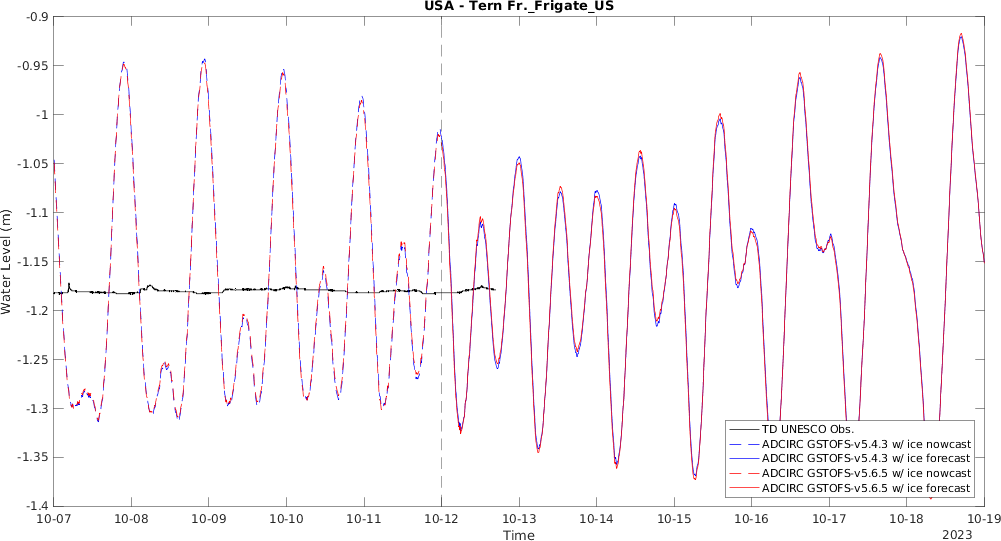 USA - Tern Fr._Frigate_US
-0.9
-0.95
-1
-1.05
-1.1
-1.15
-1.2
-1.25
-1.3
-1.35
-1.4
Water Level (m)
TD UNESCO Obs.
ADCIRC GSTOFS-v5.4.3 w/ ice nowcast
ADCIRC GSTOFS-v5.4.3 w/ ice forecast
ADCIRC GSTOFS-v5.6.5 w/ ice nowcast
ADCIRC GSTOFS-v5.6.5 w/ ice forecast
10-07 10-08 10-09 10-10 10-11 10-12 10-13 10-14 10-15 10-16 10-17 10-18 10-19
Time
2023